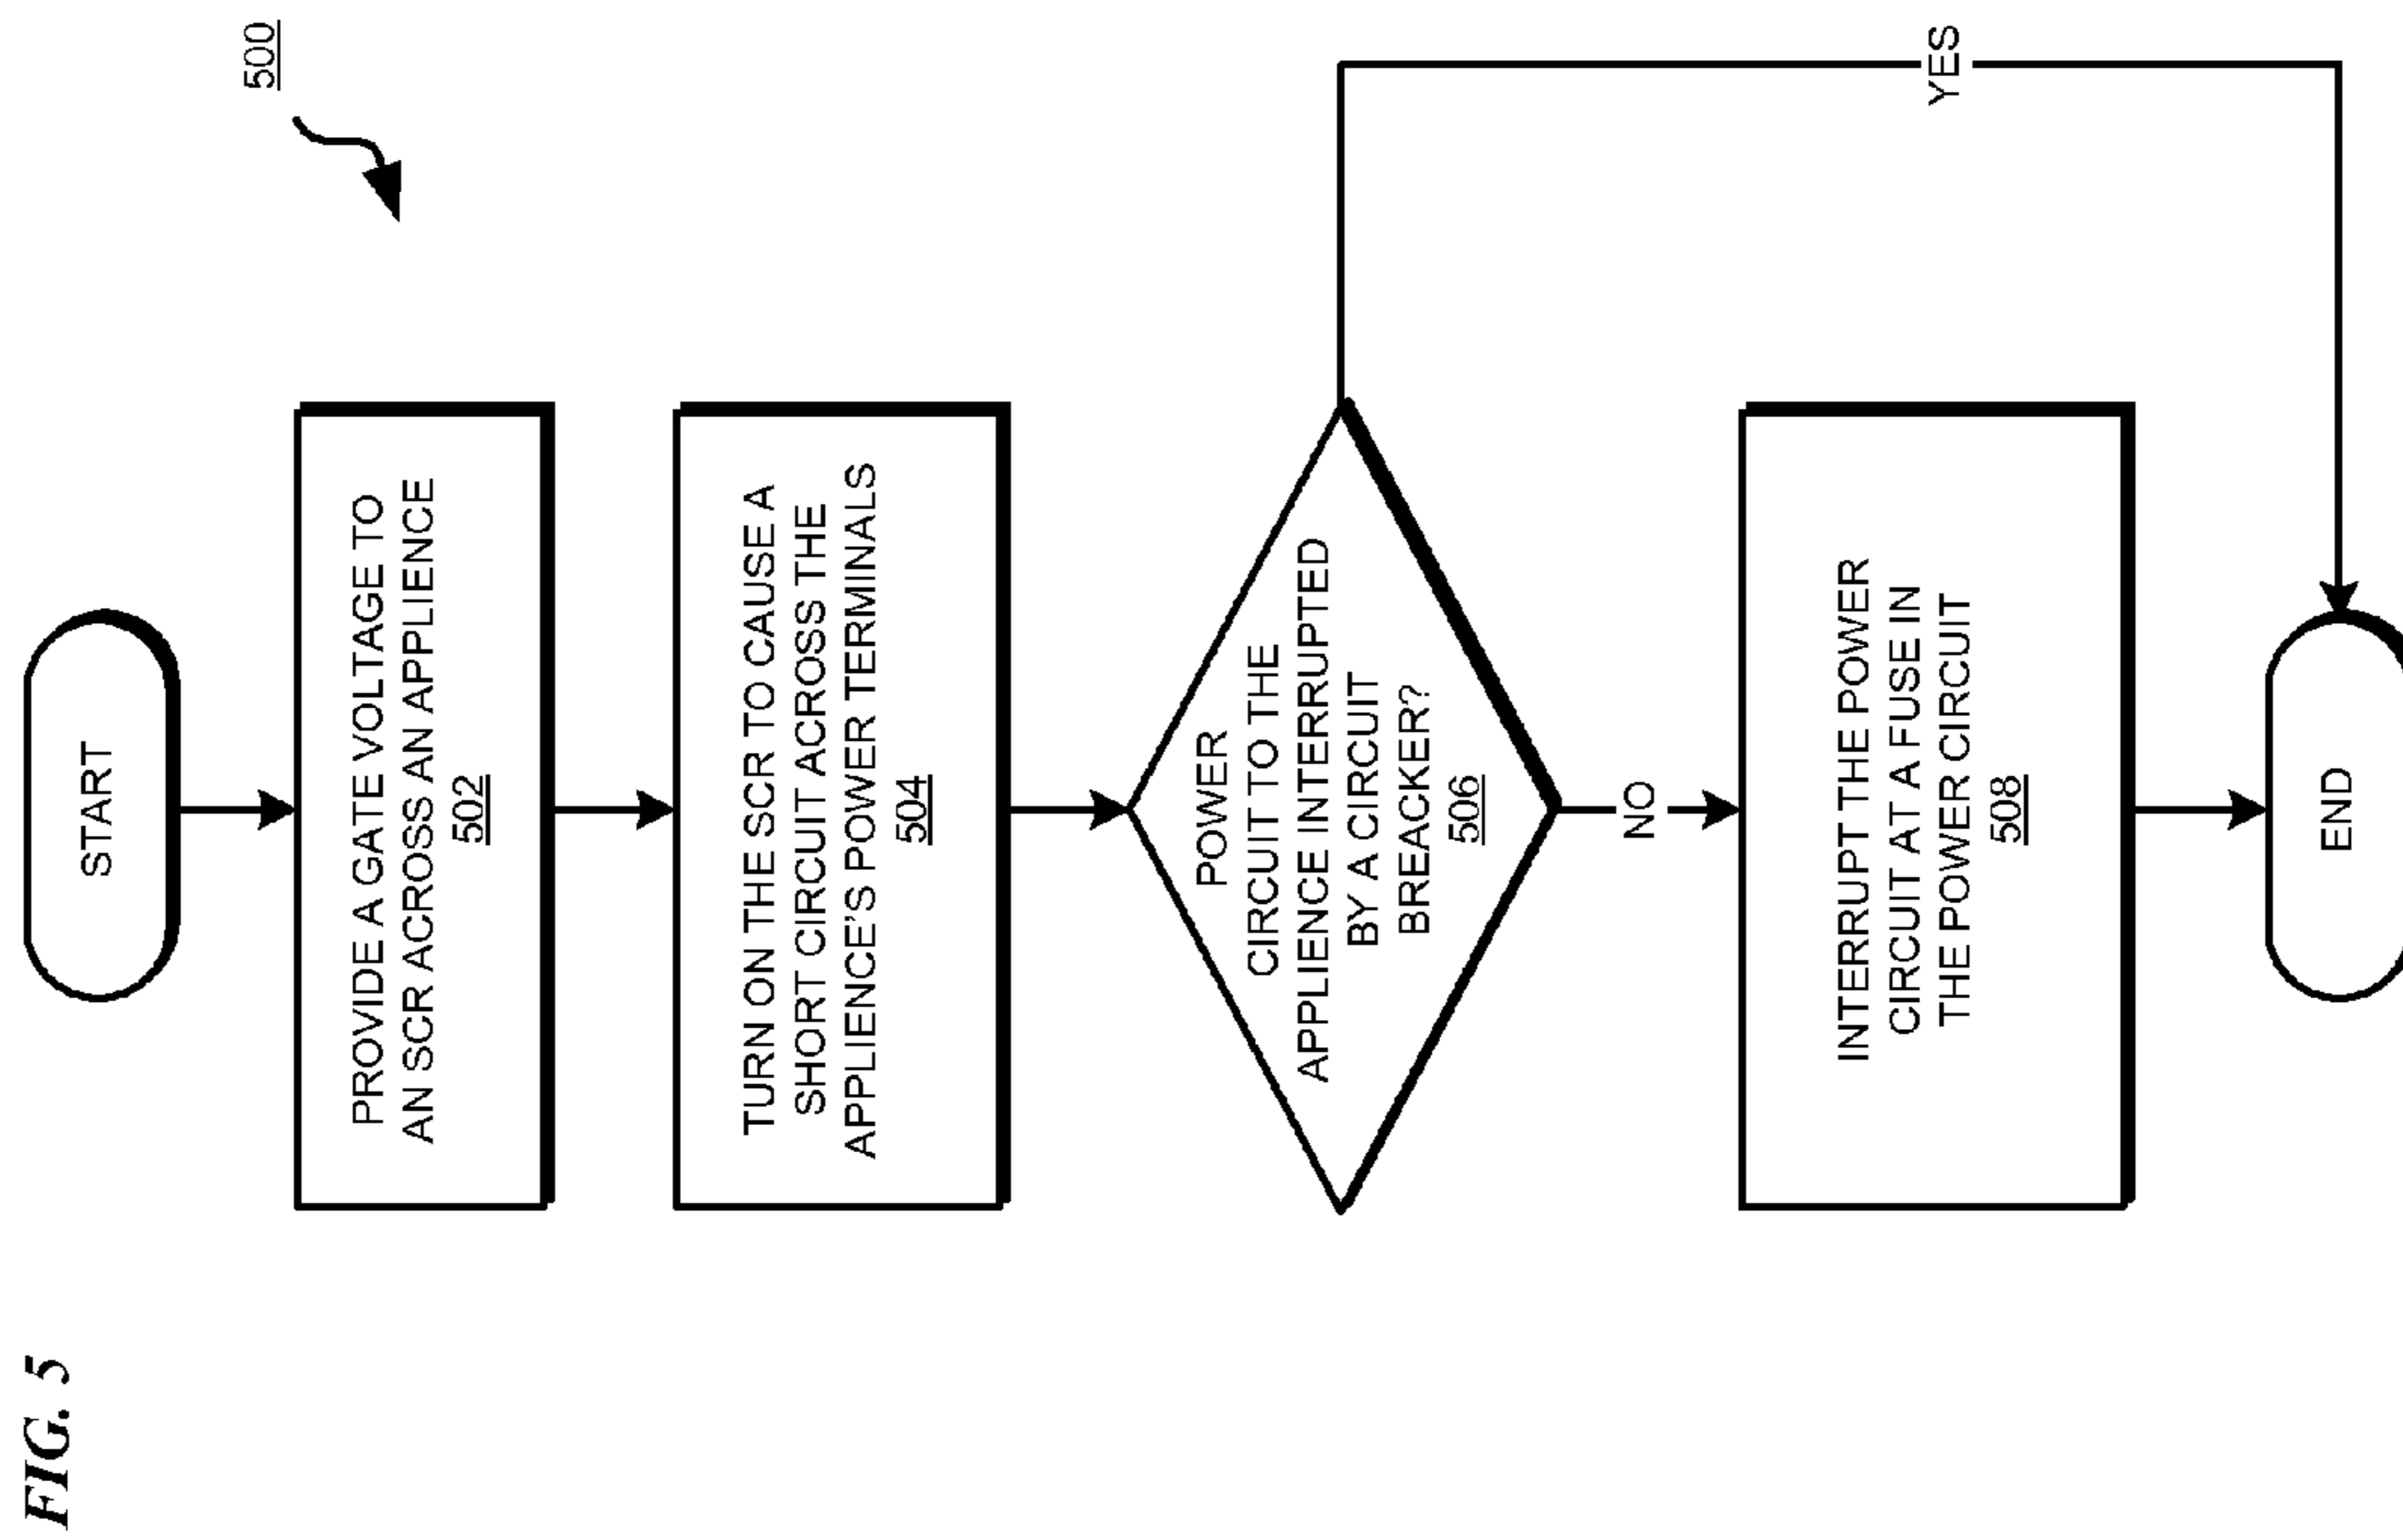 FIG. 5
500
START
PROVIDE A GATE VOLTAGE TO
AN SCR ACROSS AN APPLIENCE
502
TURN ON THE SCR TO CAUSE A
SHORT CIRCUIT ACROSS THE
APPLIENCE'S POWER TERMINALS
504
POWER
CIRCUIT TO THE
APPLIENCE INTERRUPTED
BY A CIRCUIT
BREACKER?
506
YES
NO
INTERRUPT THE POWER
CIRCUIT AT A FUSE IN
THE POWER CIRCUIT
508
END